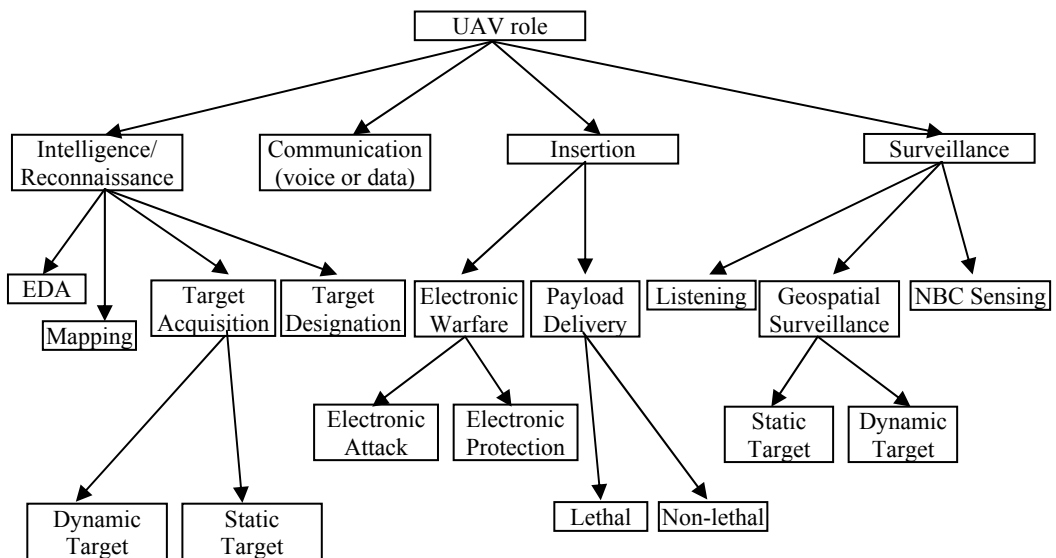 UAV role
Intelligence/
Reconnaissance
Communication
(voice or data)
Insertion
Surveillance
EDA
Mapping
Target
Acquisition
Target
Designation
Electronic
Warfare
Payload
Delivery
Listening
Geospatial
Surveillance
NBC Sensing
Electronic
Attack
Electronic
Protection
Static
Target
Dynamic
Target
Dynamic
Target
Static
Target
Lethal
Non-lethal